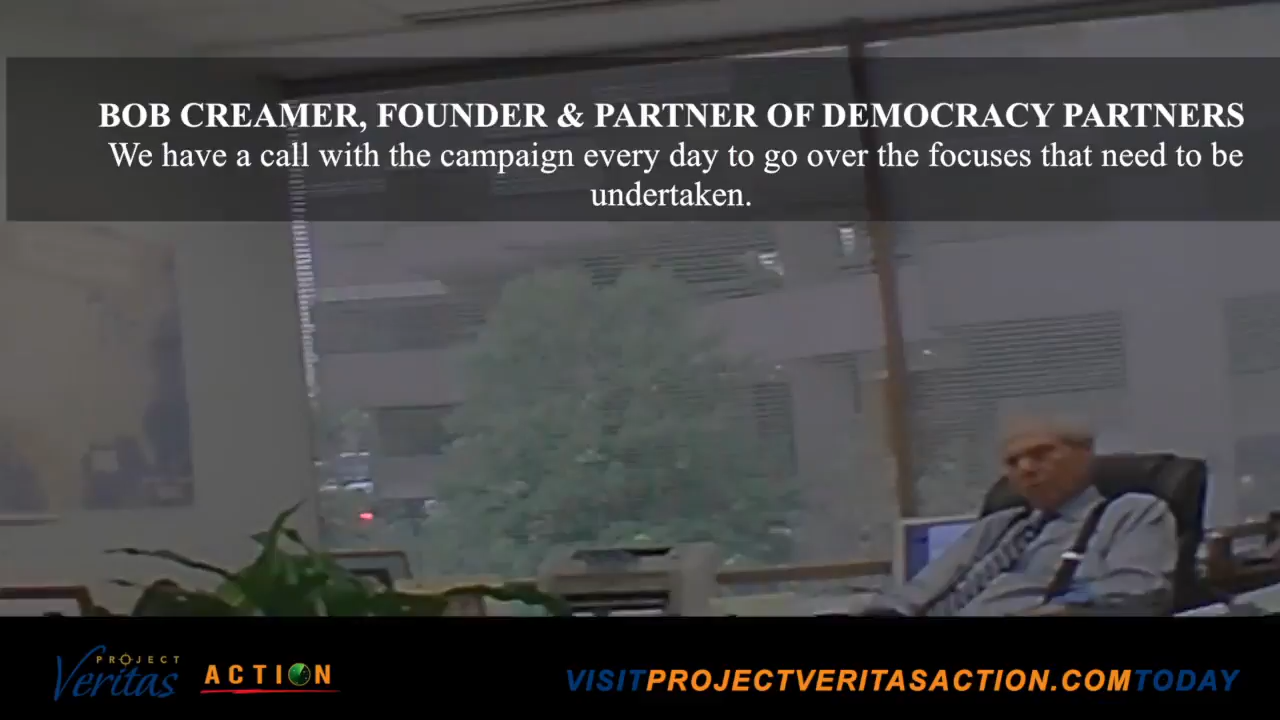 BOB CREAMER, FOUNDER & PARTNER OF DEMOCRACY PARTNERS
We have a call with the campaign every day to go over the focuses that need to be
undertaken.
PROJECT
Veritas ACTION
VISITPROJECTVERITASACTION.COMTODAY